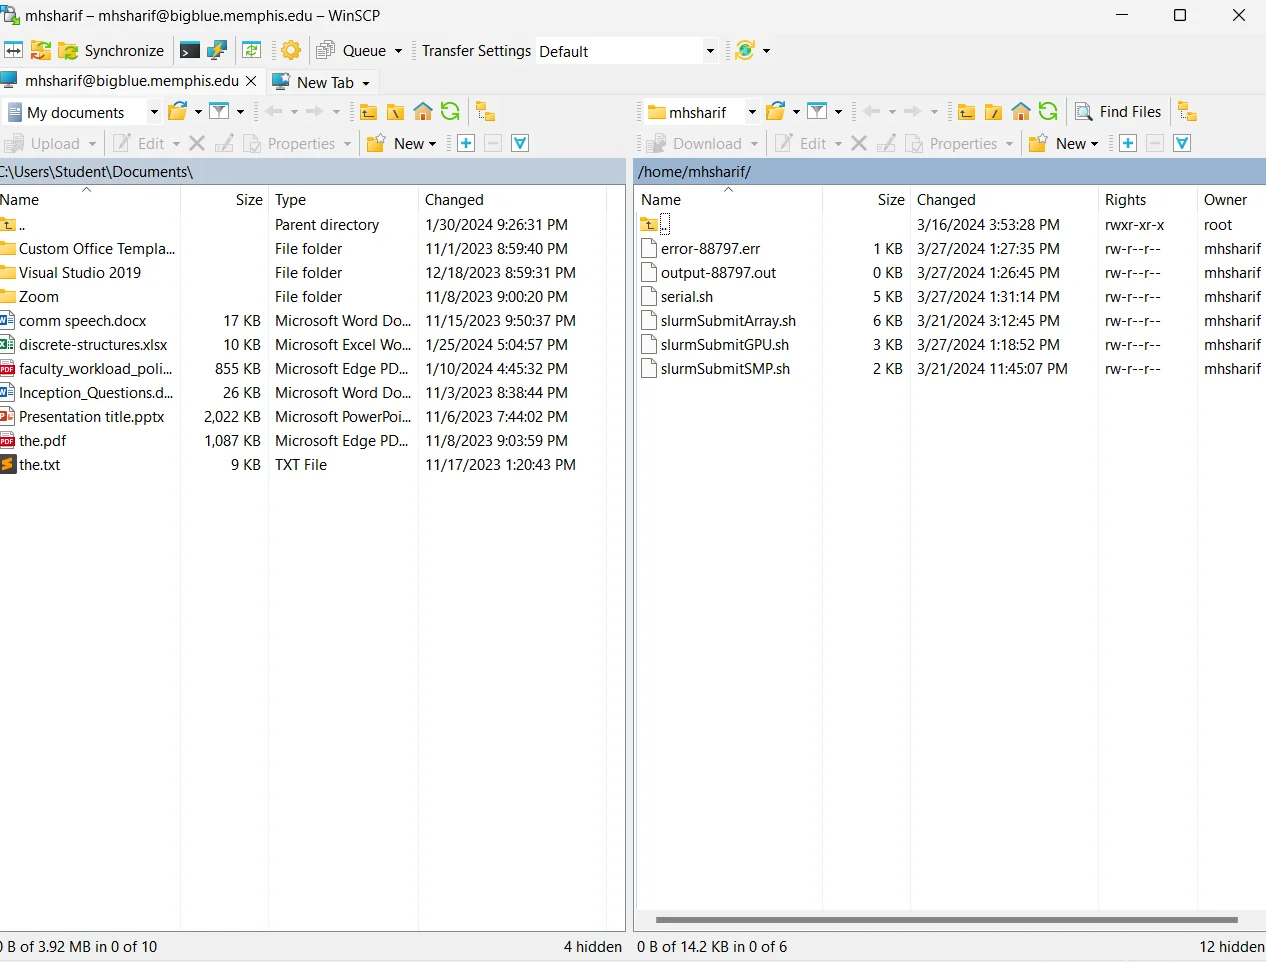 mhsharif – mhsharif@bigblue.memphis.edu – WinSCP
Synchronize Queue Transfer Settings Default
mhsharif@bigblue.memphis.edu New Tab
My documents
Upload Edit Properties New
C:\Users\Student\Documents\
Name Size Type Changed
.. Parent directory 1/30/2024 9:26:31 PM
Custom Office Templa... File folder 11/1/2023 8:59:40 PM
Visual Studio 2019 File folder 12/18/2023 8:59:31 PM
Zoom File folder 11/8/2023 9:00:20 PM
comm speech.docx 17 KB Microsoft Word Do... 11/15/2023 9:50:37 PM
discrete-structures.xlsx 10 KB Microsoft Excel Wo... 1/25/2024 5:04:57 PM
faculty_workload_poli... 855 KB Microsoft Edge PD... 1/10/2024 4:45:32 PM
Inception_Questions.d... 26 KB Microsoft Word Do... 11/3/2023 8:38:44 PM
Presentation title.pptx 2,022 KB Microsoft PowerPoi... 11/6/2023 7:44:02 PM
the.pdf 1,087 KB Microsoft Edge PD... 11/8/2023 9:03:59 PM
the.txt 9 KB TXT File 11/17/2023 1:20:43 PM
0 B of 3.92 MB in 0 of 10 4 hidden
mhsharif Find Files
Download Edit Properties New
/home/mhsharif/
Name Size Changed Rights Owner
.. 3/16/2024 3:53:28 PM rwxr-xr-x root
error-88797.err 1 KB 3/27/2024 1:27:35 PM rw-r--r-- mhsharif
output-88797.out 0 KB 3/27/2024 1:26:45 PM rw-r--r-- mhsharif
serial.sh 5 KB 3/27/2024 1:31:14 PM rw-r--r-- mhsharif
slurmSubmitArray.sh 6 KB 3/21/2024 3:12:45 PM rw-r--r-- mhsharif
slurmSubmitGPU.sh 3 KB 3/27/2024 1:18:52 PM rw-r--r-- mhsharif
slurmSubmitSMP.sh 2 KB 3/21/2024 11:45:07 PM rw-r--r-- mhsharif
0 B of 14.2 KB in 0 of 6 12 hidden